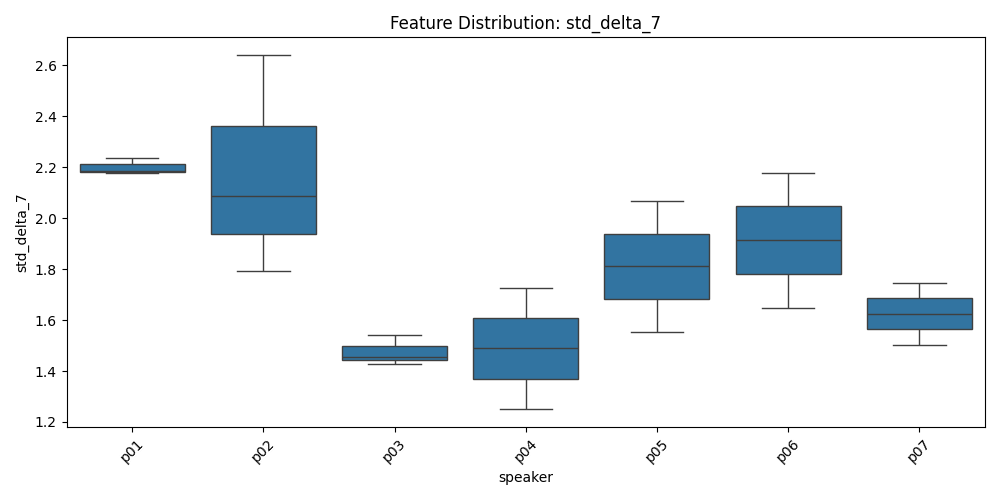 Feature Distribution: std_delta_7
std_delta_7
2.6
2.4
2.2
2.0
1.8
1.6
1.4
1.2
p01
p02
p03
p04
p05
p06
p07
speaker